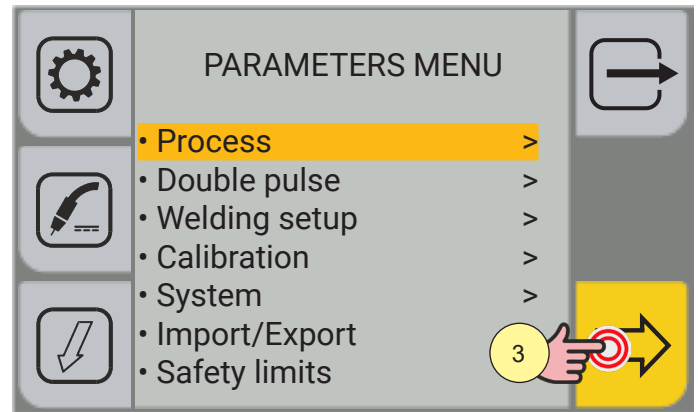 PARAMETERS MENU
• Process >
• Double pulse >
• Welding setup >
• Calibration >
• System >
• Import/Export
• Safety limits
3